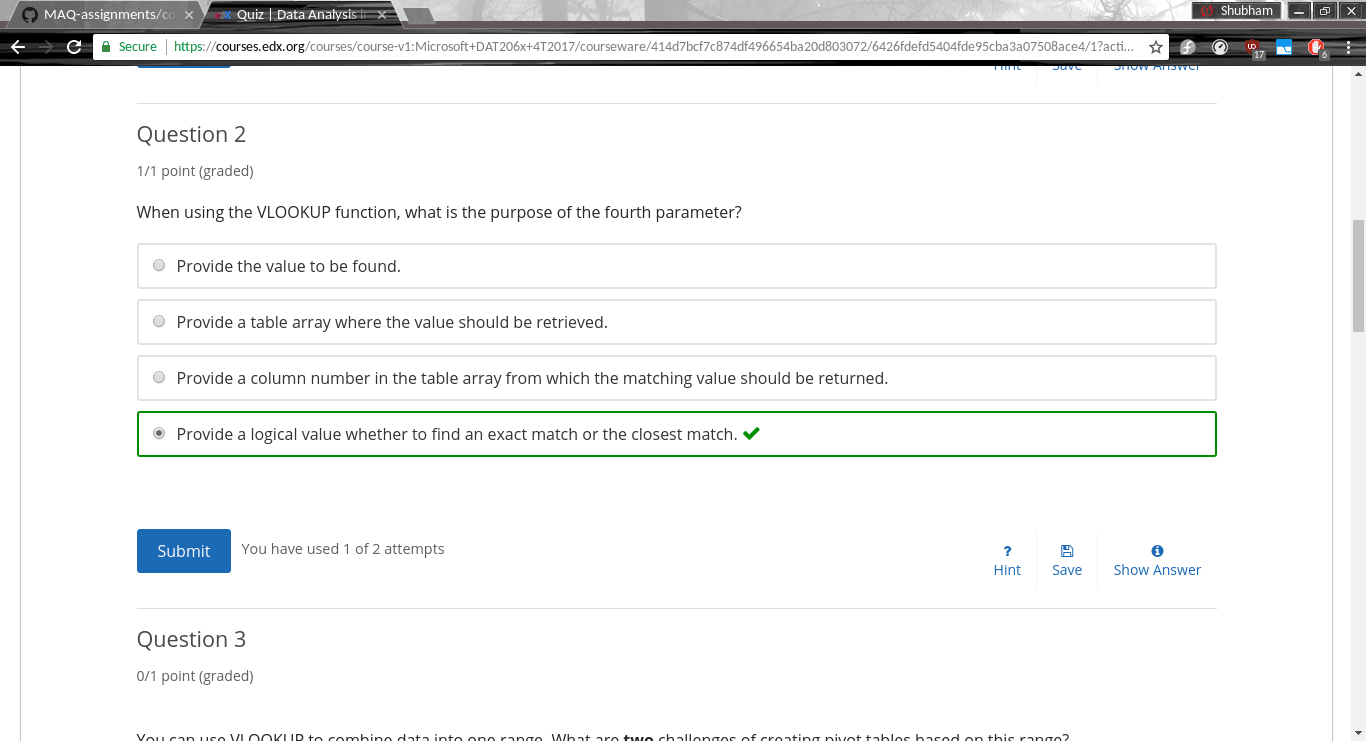 MAQ-assignments/co
Quiz | Data Analysis i
Shubham
Secure
https://courses.edx.org/courses/course-v1:Microsoft+DAT206x+4T2017/courseware/414d7bcf7c874df496654ba20d803072/6426fdefd5404fde95cba3a07508ace4/1?acti...
17
6
Hint
Save
Show Answer
Question 2
1/1 point (graded)
When using the VLOOKUP function, what is the purpose of the fourth parameter?
Provide the value to be found.
Provide a table array where the value should be retrieved.
Provide a column number in the table array from which the matching value should be returned.
Provide a logical value whether to find an exact match or the closest match.
Submit
You have used 1 of 2 attempts
?
Hint
Save
Show Answer
Question 3
0/1 point (graded)
You can use VLOOKUP to combine data into one range. What are two challenges of creating pivot tables based on this range?